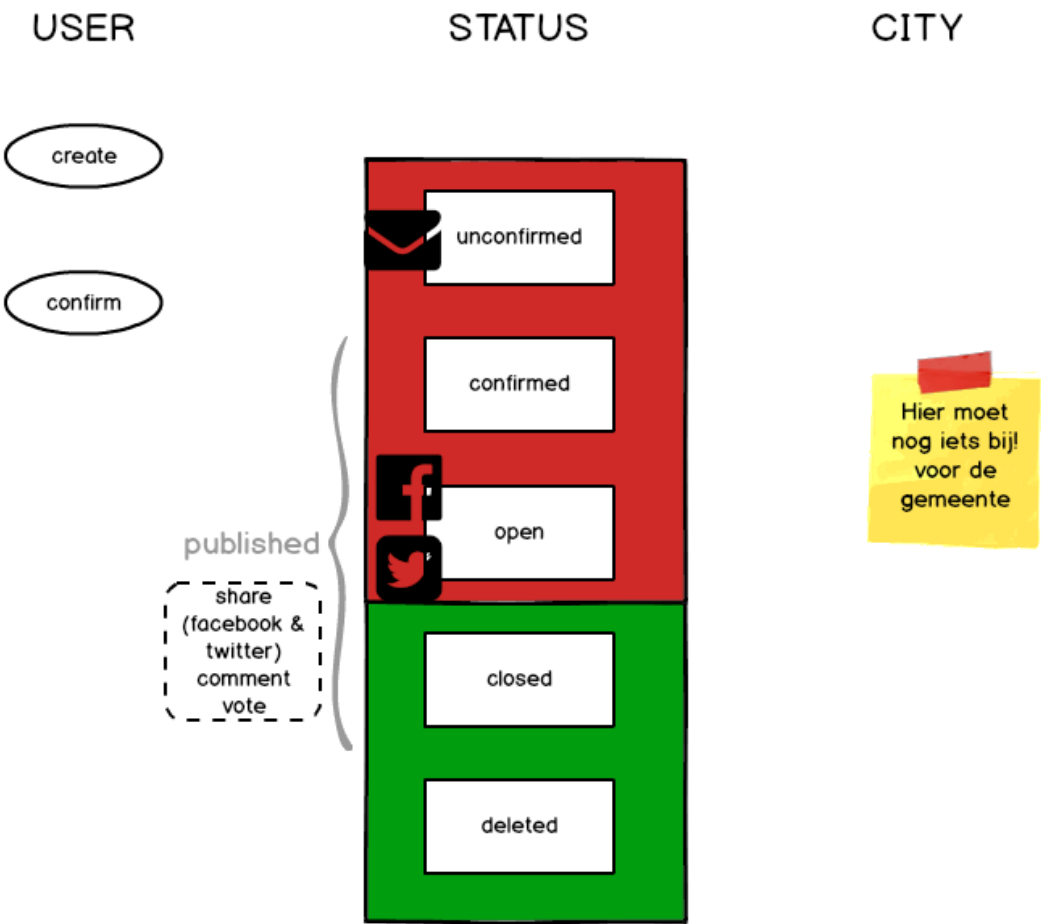 USER
STATUS
CITY
create
unconfirmed
confirm
confirmed
Hier moet
nog iets bij!
voor de
gemeente
open
published
share
(facebook &
twitter)
comment
vote
closed
deleted